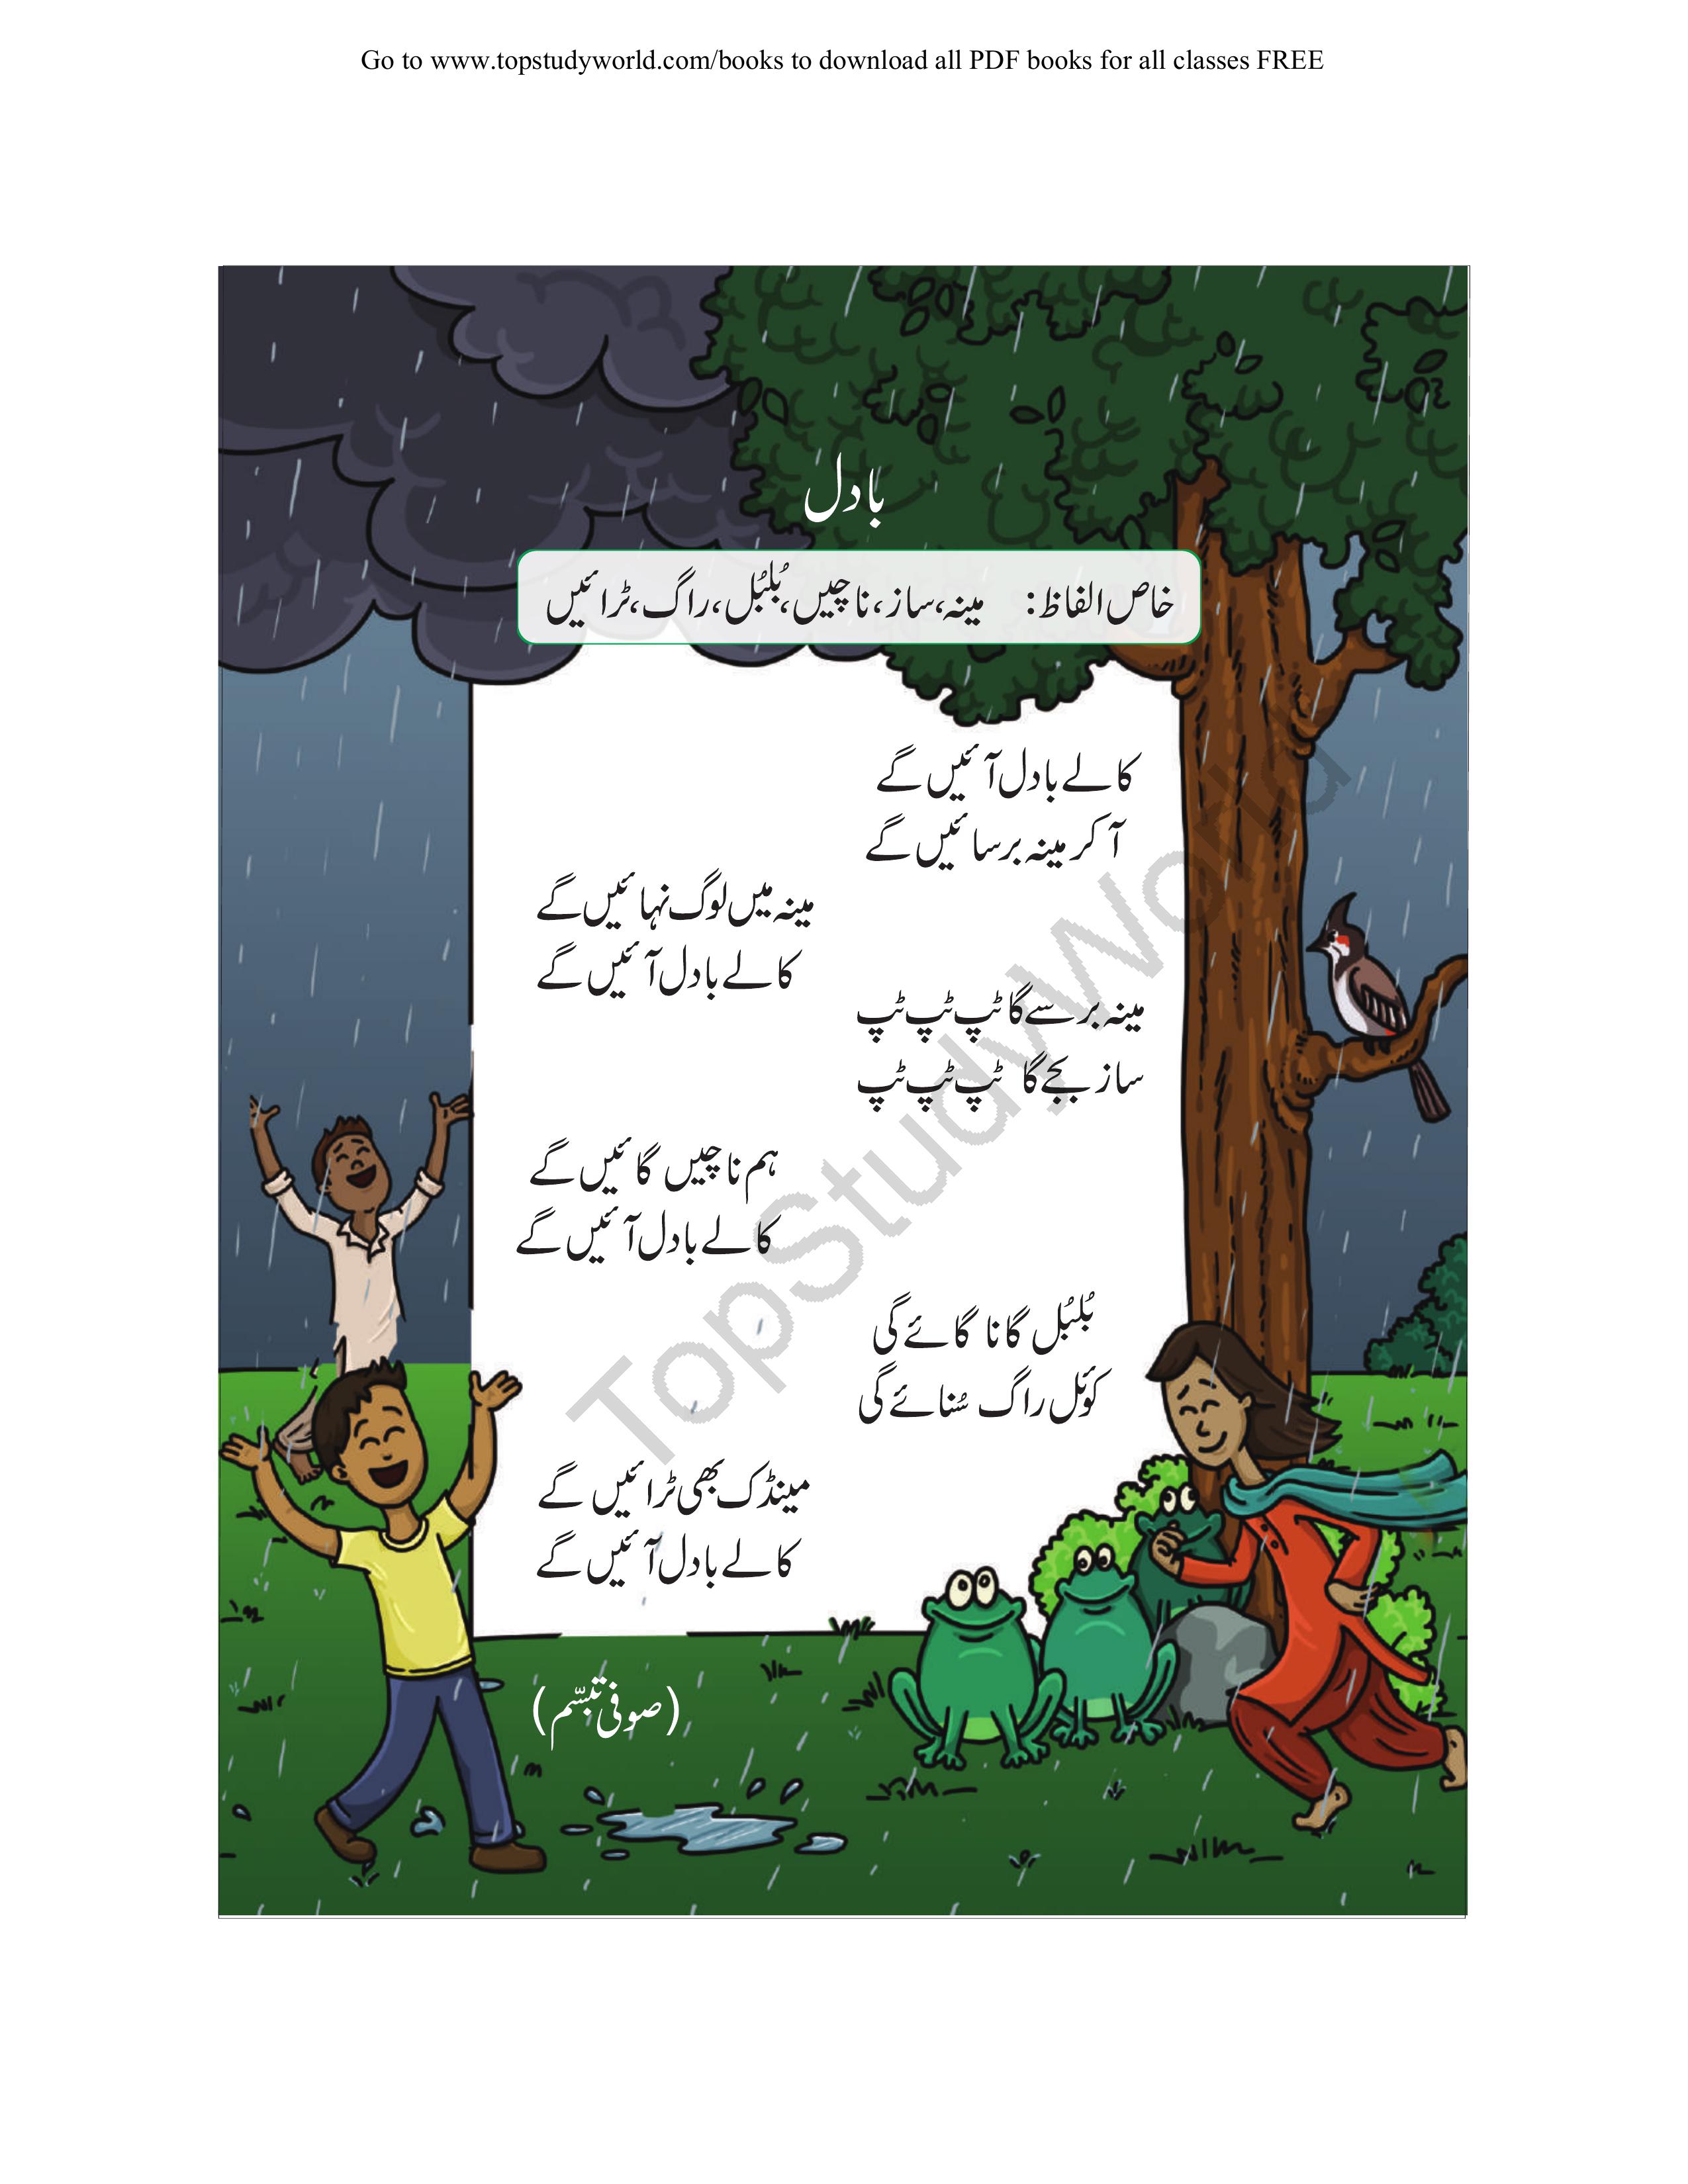 Go to www.topstudyworld.com/books to download all PDF books for all classes FREE
بادل
خاص الفاظ: مینہ، ساز، ناچیں، بُلبُل، راگ، ٹرائیں
کالے بادل آئیں گے
آ کر مینہ برسائیں گے
مینہ میں لوگ نہائیں گے
کالے بادل آئیں گے
مینہ برسے گا ٹپ ٹپ ٹپ
ساز بجے گا ٹپ ٹپ ٹپ
ہم ناچیں گائیں گے
کالے بادل آئیں گے
بُلبُل گانا گائے گی
کوئل راگ سُنائے گی
مینڈک بھی ٹرائیں گے
کالے بادل آئیں گے
(صوفی تبسّم)
TopStudyWorld